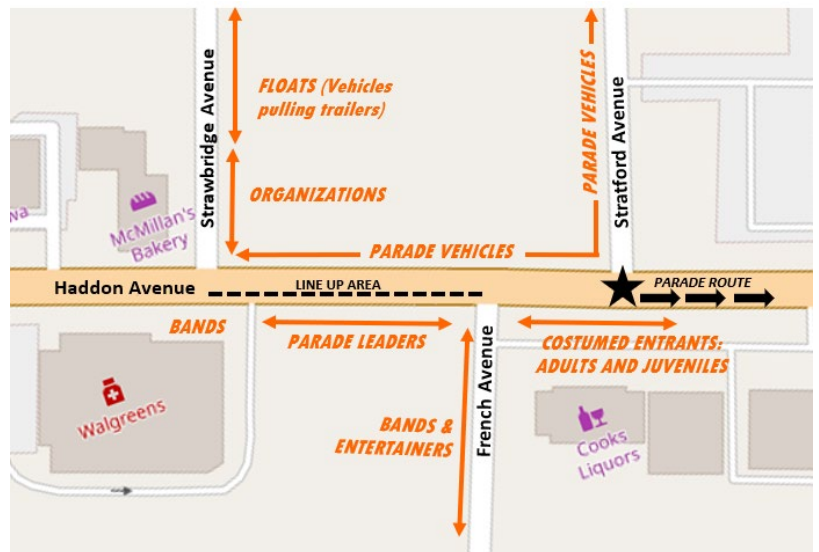 FLOATS (Vehicles
pulling trailers)
Strawbridge Avenue
ORGANIZATIONS
PARADE VEHICLES
PARADE VEHICLES
Stratford Avenue
wa
McMillan's
Bakery
Haddon Avenue
LINE UP AREA
PARADE ROUTE
BANDS
PARADE LEADERS
COSTUMED ENTRANTS:
ADULTS AND JUVENILES
Walgreens
BANDS &
ENTERTAINERS
French Avenue
Cooks
Liquors